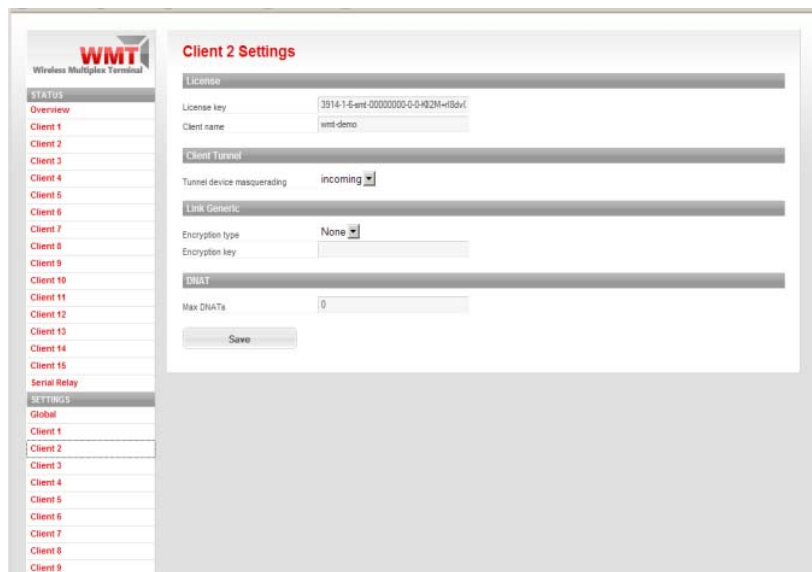 WMT
Wireless Multiplex Terminal
STATUS
Overview
Client 1
Client 2
Client 3
Client 4
Client 5
Client 6
Client 7
Client 8
Client 9
Client 10
Client 11
Client 12
Client 13
Client 14
Client 15
Serial Relay
SETTINGS
Global
Client 1
Client 2
Client 3
Client 4
Client 5
Client 6
Client 7
Client 8
Client 9
Client 2 Settings
License
License key
Client name wmt-demo
Client Tunnel
Tunnel device masquerading incoming
Link Generic
Encryption type None
Encryption key
DNAT
Max DNATs 0
Save